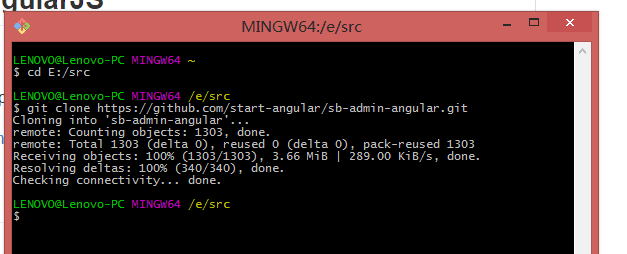 gularJS
MINGW64:/e/src
LENOVO@Lenovo-PC MINGW64 ~
$ cd E:/src
LENOVO@Lenovo-PC MINGW64 /e/src
$ git clone https://github.com/start-angular/sb-admin-angular.git
Cloning into 'sb-admin-angular'...
remote: Counting objects: 1303, done.
remote: Total 1303 (delta 0), reused 0 (delta 0), pack-reused 1303
Receiving objects: 100% (1303/1303), 3.66 MiB | 289.00 KiB/s, done.
Resolving deltas: 100% (340/340), done.
Checking connectivity... done.
LENOVO@Lenovo-PC MINGW64 /e/src
$